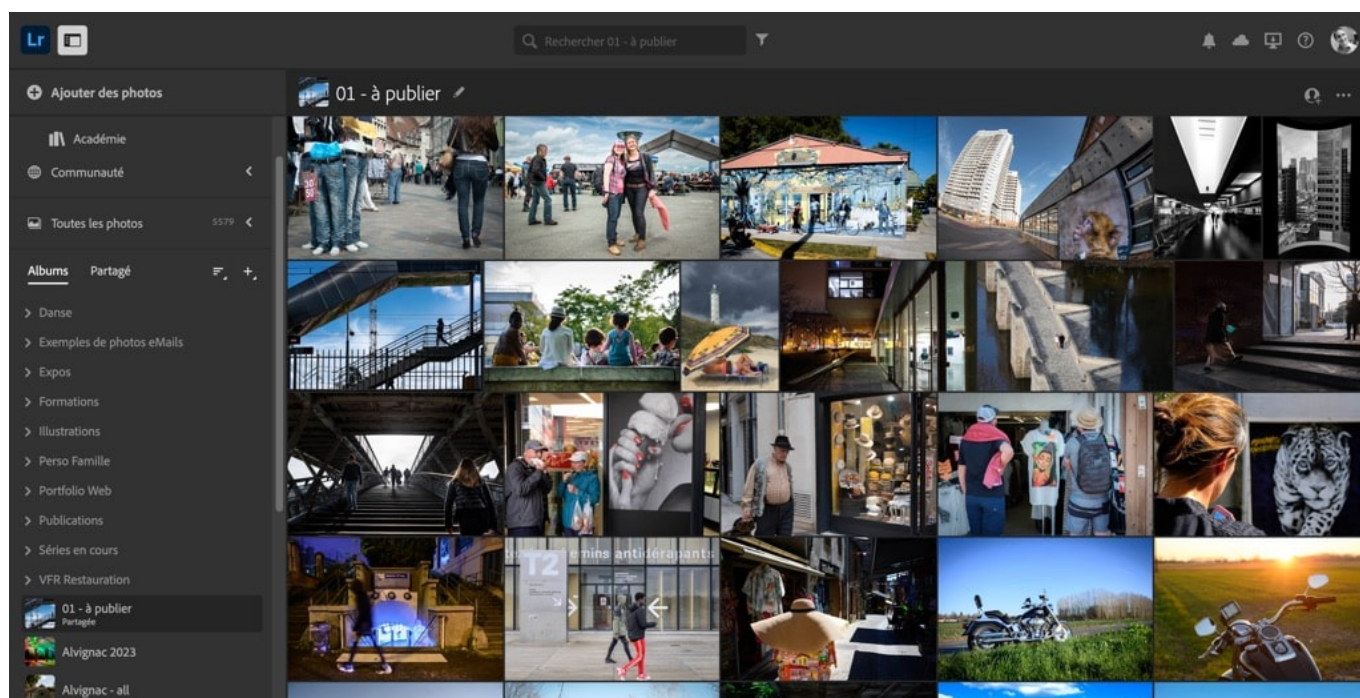 Lr
Rechercher 01 - à publier
Ajouter des photos
01 - à publier
Académie
Communauté
Toutes les photos 5579
Albums Partagé
Danse
Exemples de photos eMails
Expos
Formations
Illustrations
Perso Famille
Portfolio Web
Publications
Séries en cours
VFR Restauration
01 - à publier
Partagée
Alvignac 2023
Alvignac - all
T2
emins antidérapants